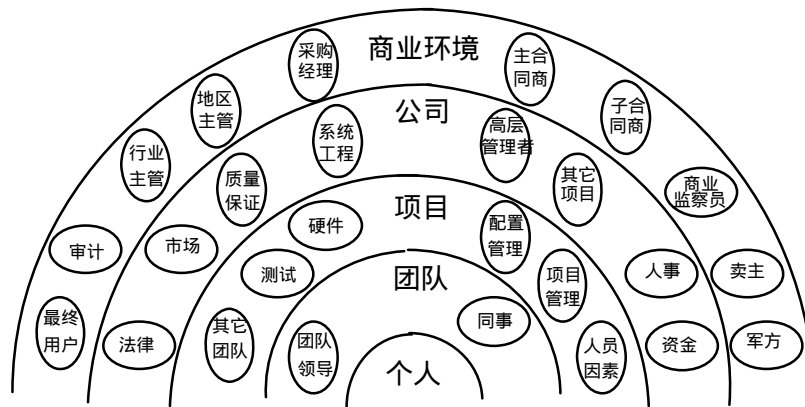 商业环境
采购
经理
主合
同商
地区
主管
子合
同商
行业
主管
商业
监察员
审计
卖主
最终
用户
军方
公司
系统
工程
高层
管理者
质量
保证
其它
项目
市场
人事
法律
资金
项目
硬件
配置
管理
测试
项目
管理
其它
团队
人员
因素
团队
同事
团队
领导
个人